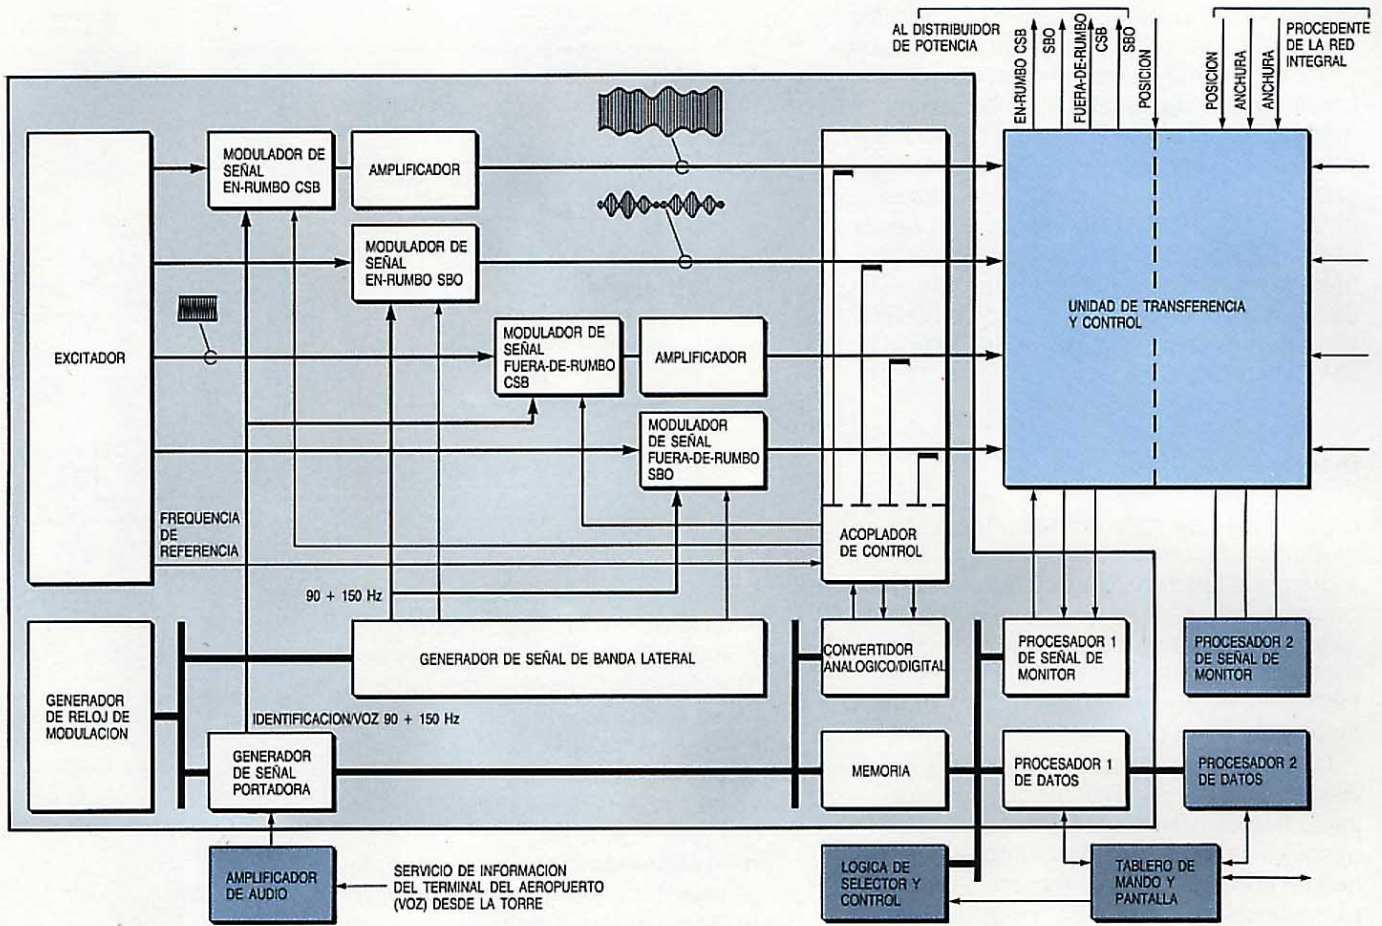 AL DISTRIBUIDOR
DE POTENCIA
EN-RUMBO CSB
SBO
FUERA-DE-RUMBO
CSB
SBO
POSICION
POSICION
ANCHURA
ANCHURA
PROCEDENTE
DE LA RED
INTEGRAL
EXCITADOR
MODULADOR DE
SEÑAL
EN-RUMBO CSB
AMPLIFICADOR
MODULADOR DE
SEÑAL
EN-RUMBO SBO
MODULADOR DE
SEÑAL
FUERA-DE-RUMBO
CSB
AMPLIFICADOR
MODULADOR
DE SEÑAL
FUERA-DE-RUMBO
SBO
UNIDAD DE TRANSFERENCIA
Y CONTROL
FREQUENCIA
DE
REFERENCIA
ACOPLADOR
DE CONTROL
90 + 150 Hz
GENERADOR
DE RELOJ DE
MODULACION
GENERADOR DE SEÑAL DE BANDA LATERAL
CONVERTIDOR
ANALOGICO/DIGITAL
PROCESADOR 1
DE SEÑAL DE
MONITOR
PROCESADOR 2
DE SEÑAL DE
MONITOR
IDENTIFICACION/VOZ 90 + 150 Hz
GENERADOR
DE SEÑAL
PORTADORA
MEMORIA
PROCESADOR 1
DE DATOS
PROCESADOR 2
DE DATOS
AMPLIFICADOR
DE AUDIO
SERVICIO DE INFORMACION
DEL TERMINAL DEL AEROPUERTO
(VOZ) DESDE LA TORRE
LOGICA DE
SELECTOR Y
CONTROL
TABLERO DE
MANDO Y
PANTALLA